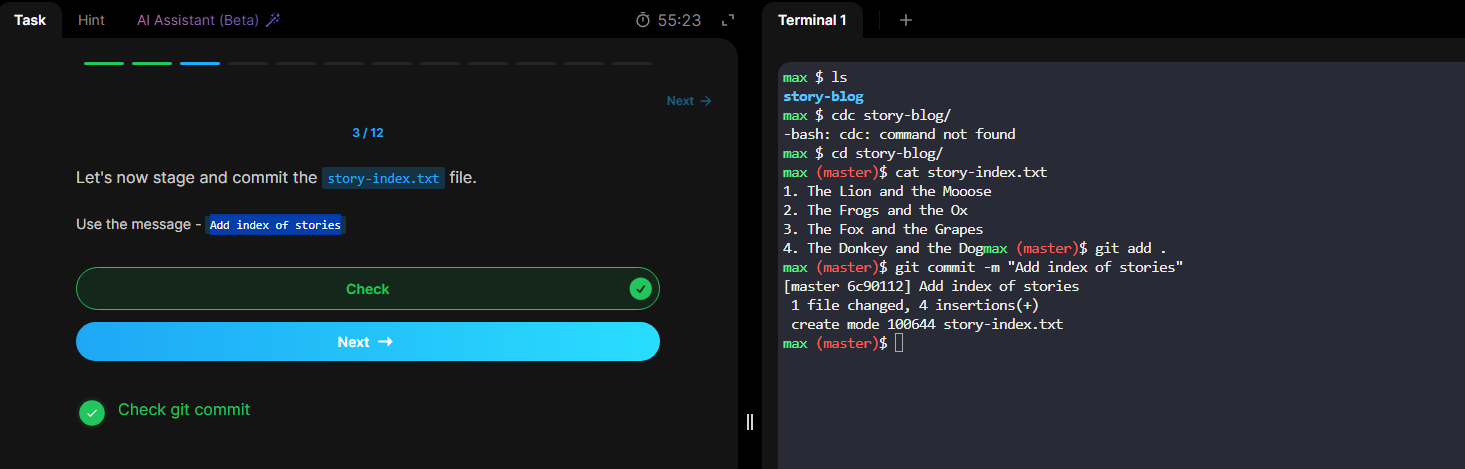 Task Hint AI Assistant (Beta) 55:23
Next →
3 / 12
Let's now stage and commit the story-index.txt file.
Use the message - Add index of stories
Check
Next →
Check git commit
Terminal 1 +
max $ ls
story-blog
max $ cdc story-blog/
-bash: cdc: command not found
max $ cd story-blog/
max (master)$ cat story-index.txt
1. The Lion and the Mooose
2. The Frogs and the Ox
3. The Fox and the Grapes
4. The Donkey and the Dogmax (master)$ git add .
max (master)$ git commit -m "Add index of stories"
[master 6c90112] Add index of stories
 1 file changed, 4 insertions(+)
 create mode 100644 story-index.txt
max (master)$